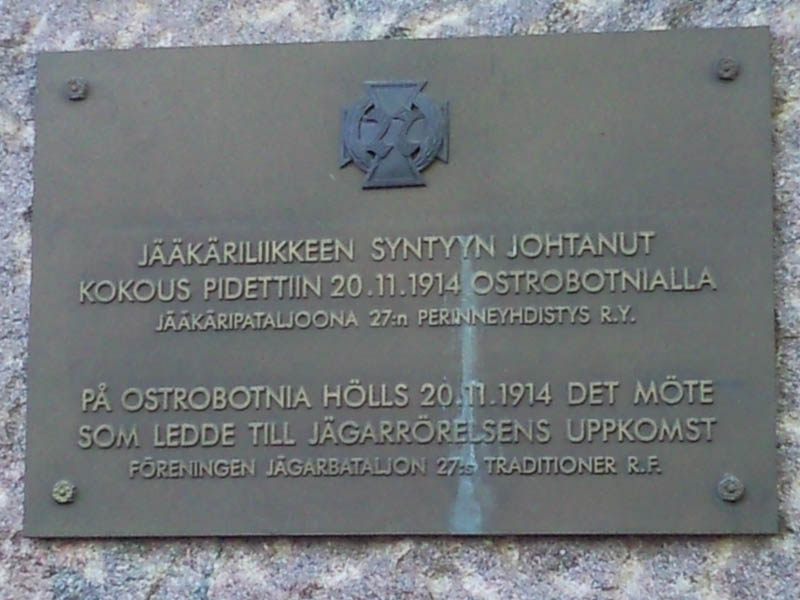 JÄÄKÄRILIIKKEEN SYNTYYN JOHTANUT
KOKOUS PIDETTIIN 20.11.1914 OSTROBOTNIALLA
JÄÄKÄRIPATALJOONA 27:n PERINNEYHDISTYS R.Y.
PÅ OSTROBOTNIA HÖLLS 20.11.1914 DET MÖTE
SOM LEDDE TILL JÄGARRÖRELSENS UPPKOMST
FÖRENINGEN JÄGARBATALJON 27:s TRADITIONER R.F.